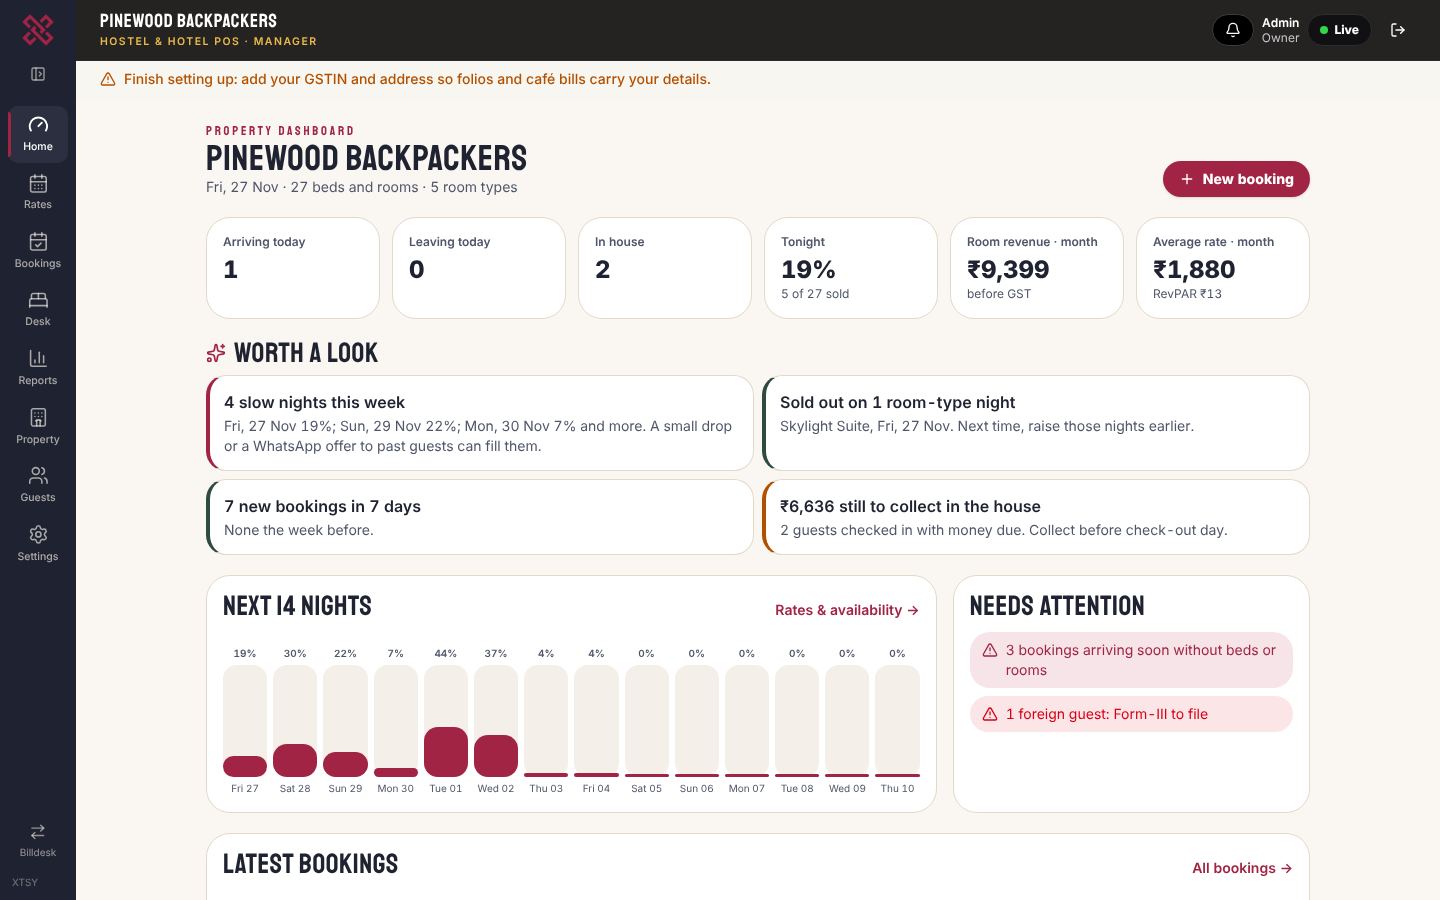 PINEWOOD BACKPACKERS
HOSTEL & HOTEL POS · MANAGER
Admin
Owner
Live
Finish setting up: add your GSTIN and address so folios and café bills carry your details.
Home
Rates
Bookings
Desk
Reports
Property
Guests
Settings
Billdesk
XTSY
PROPERTY DASHBOARD
PINEWOOD BACKPACKERS
Fri, 27 Nov · 27 beds and rooms · 5 room types
New booking
Arriving today
1
Leaving today
0
In house
2
Tonight
19%
5 of 27 sold
Room revenue · month
₹9,399
before GST
Average rate · month
₹1,880
RevPAR ₹13
WORTH A LOOK
4 slow nights this week
Fri, 27 Nov 19%; Sun, 29 Nov 22%; Mon, 30 Nov 7% and more. A small drop
or a WhatsApp offer to past guests can fill them.
Sold out on 1 room-type night
Skylight Suite, Fri, 27 Nov. Next time, raise those nights earlier.
7 new bookings in 7 days
None the week before.
₹6,636 still to collect in the house
2 guests checked in with money due. Collect before check-out day.
NEXT 14 NIGHTS
Rates & availability →
19% 30% 22% 7% 44% 37% 4% 4% 0% 0% 0% 0% 0% 0%
Fri 27 Sat 28 Sun 29 Mon 30 Tue 01 Wed 02 Thu 03 Fri 04 Sat 05 Sun 06 Mon 07 Tue 08 Wed 09 Thu 10
NEEDS ATTENTION
3 bookings arriving soon without beds or
rooms
1 foreign guest: Form-III to file
LATEST BOOKINGS
All bookings →